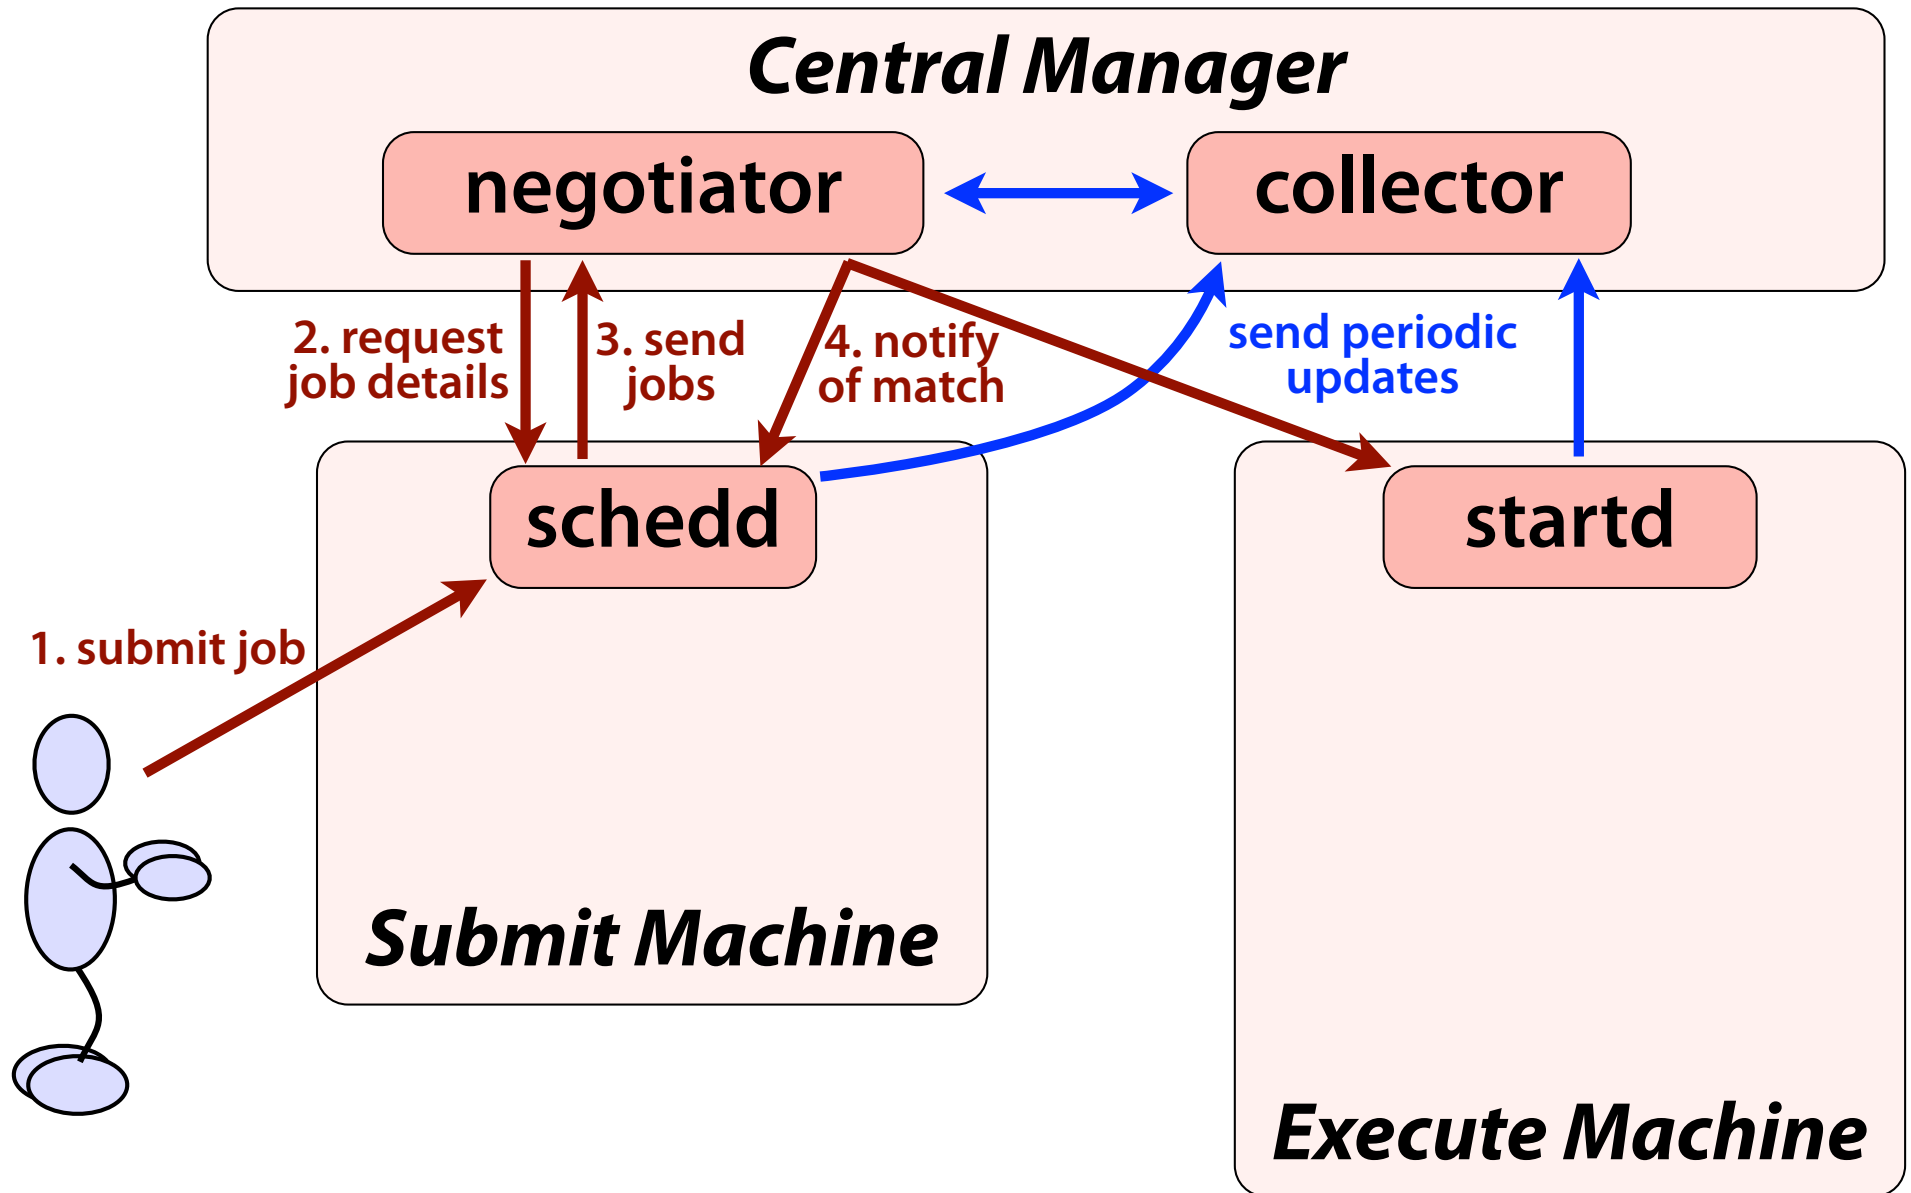 Central Manager
negotiator
collector
2. request
job details
3. send
jobs
4. notify
of match
send periodic
updates
schedd
startd
1. submit job
Submit Machine
Execute Machine